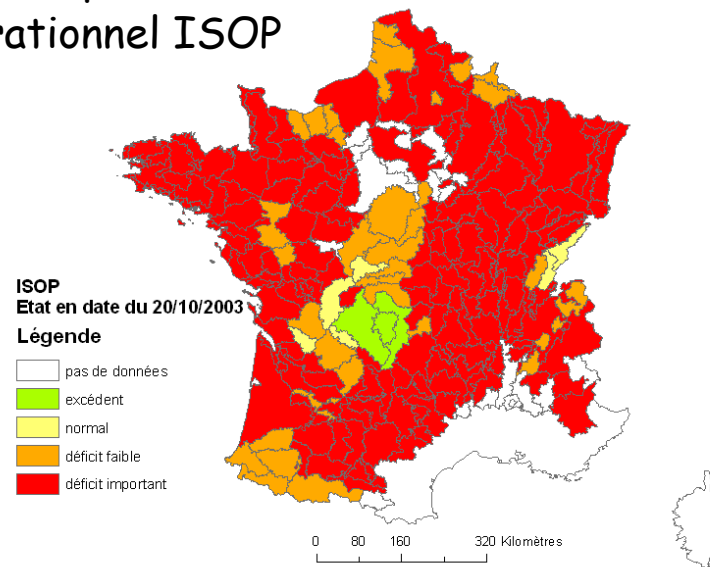 rationnel ISOP
ISOP
Etat en date du 20/10/2003
Légende
pas de données
excédent
normal
déficit faible
déficit important
0 80 160 320 Kilomètres